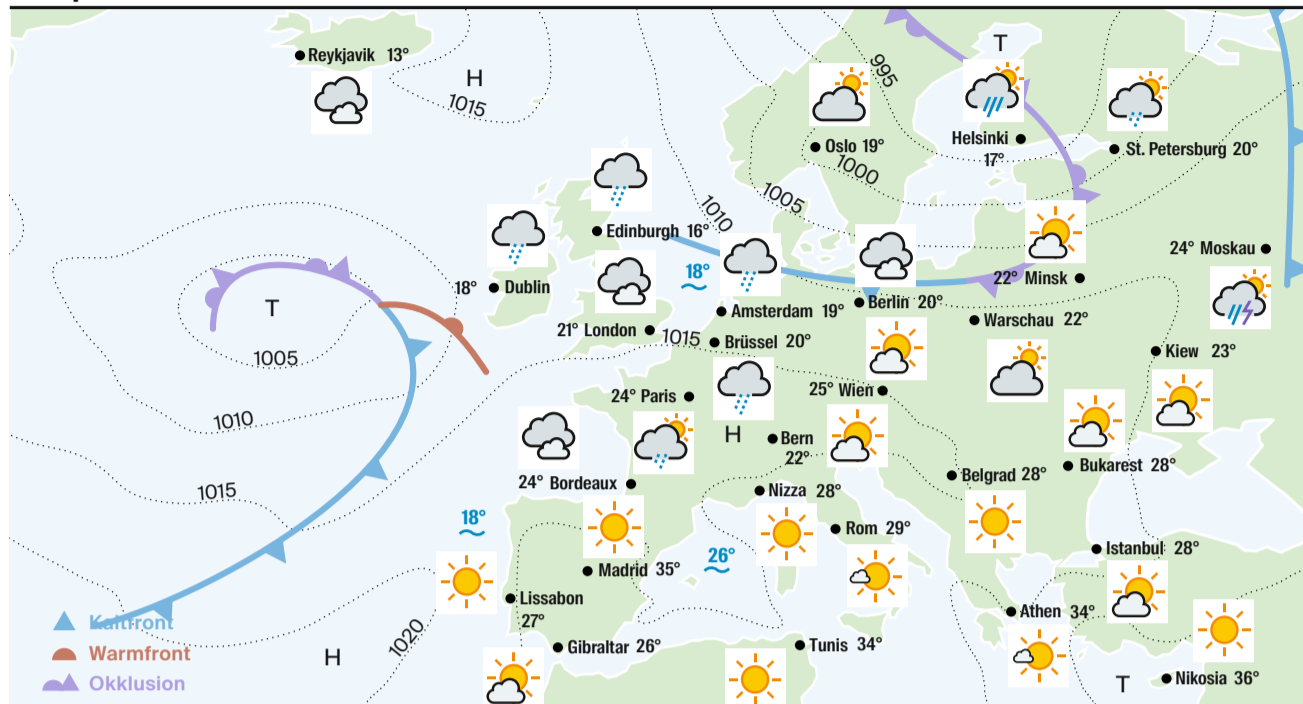 Reykjavik 13°
H
1015
995
T
Helsinki
17°
Oslo 19°
1000
St. Petersburg 20°
1005
1010
Edinburgh 16°
24° Moskau
18°
Dublin
18°
22° Minsk
T
Amsterdam 19°
Berlin 20°
Warschau 22°
21° London
1015
Brüssel 20°
Kiew 23°
1005
24° Paris
25° Wien
1010
H
Bern
22°
Belgrad 28°
Bukarest 28°
24° Bordeaux
Nizza 28°
1015
18°
Rom 29°
26°
Istanbul 28°
Madrid 35°
Lissabon
27°
Athen 34°
Kaltfront
1020
Gibraltar 26°
Tunis 34°
Warmfront
H
Okklusion
T
Nikosia 36°